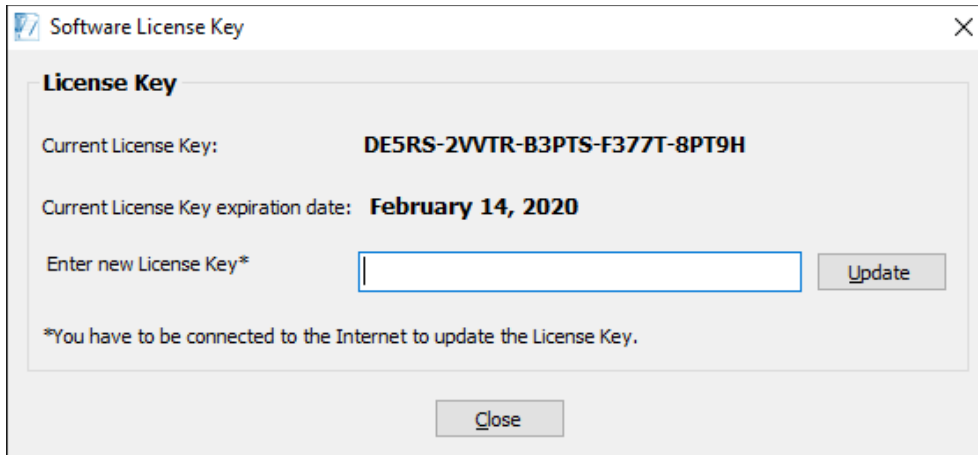 Software License Key
License Key
Current License Key: DE5RS-2VVTR-B3PTS-F377T-8PT9H
Current License Key expiration date: February 14, 2020
Enter new License Key* Update
*You have to be connected to the Internet to update the License Key.
Close